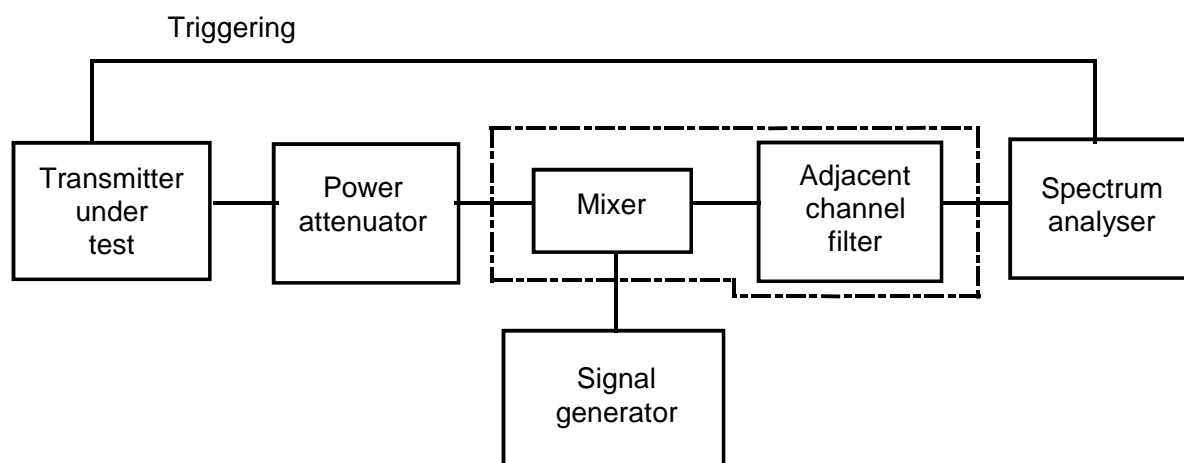 Triggering
Transmitter
under
test
Power
attenuator
Mixer
Adjacent
channel
filter
Spectrum
analyser
Signal
generator